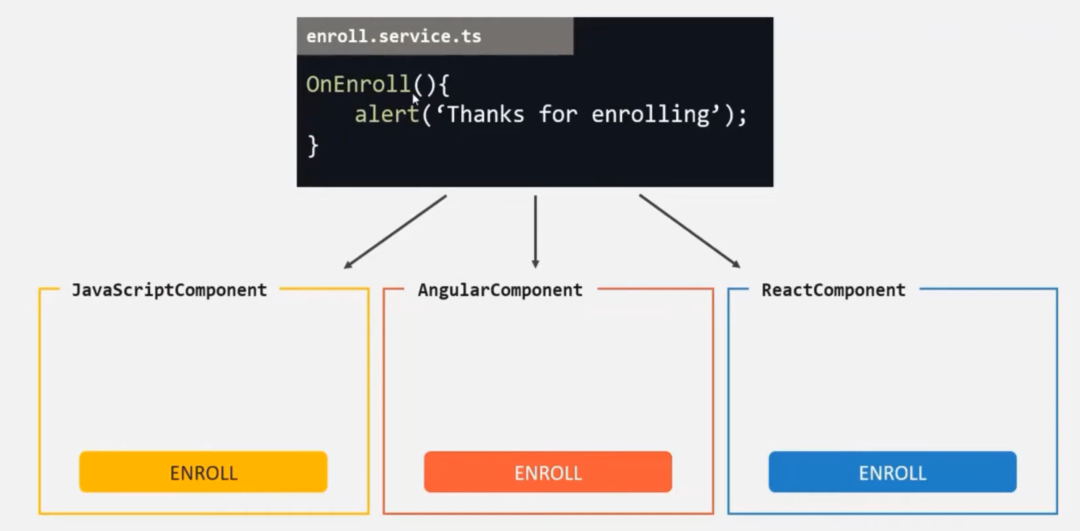 enroll.service.ts
OnEnroll(){
    alert(‘Thanks for enrolling’);
}
JavaScriptComponent
AngularComponent
ReactComponent
ENROLL
ENROLL
ENROLL